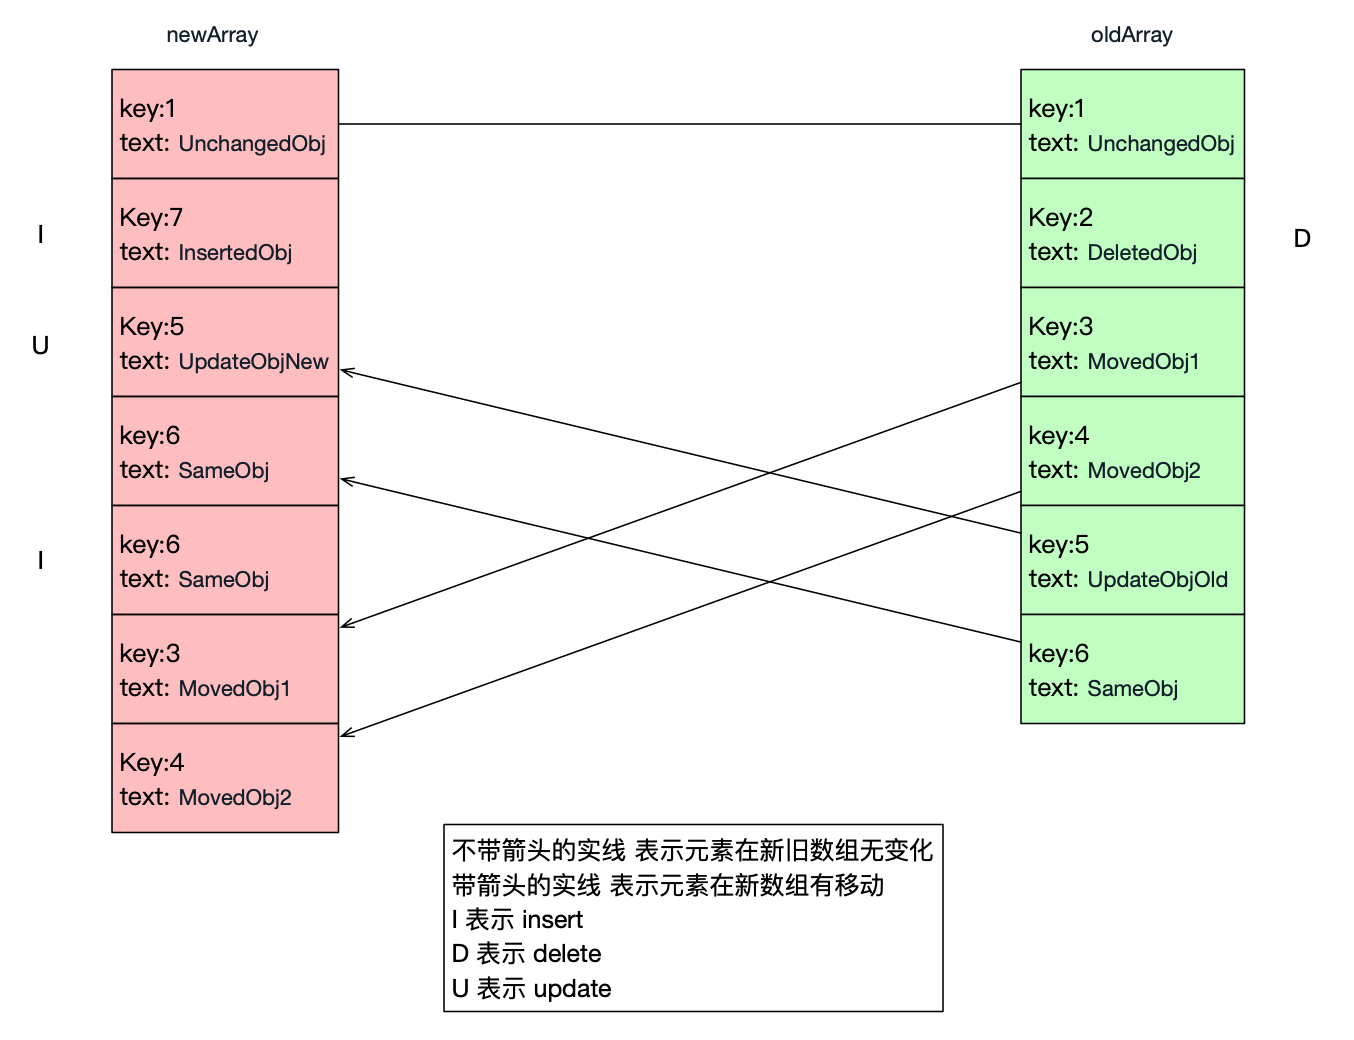 newArray
key:1
text: UnchangedObj
I
Key:7
text: InsertedObj
U
Key:5
text: UpdateObjNew
key:6
text: SameObj
I
key:6
text: SameObj
key:3
text: MovedObj1
Key:4
text: MovedObj2
oldArray
key:1
text: UnchangedObj
Key:2
text: DeletedObj
D
Key:3
text: MovedObj1
key:4
text: MovedObj2
key:5
text: UpdateObjOld
key:6
text: SameObj
不带箭头的实线 表示元素在新旧数组无变化
带箭头的实线 表示元素在新数组有移动
I 表示 insert
D 表示 delete
U 表示 update